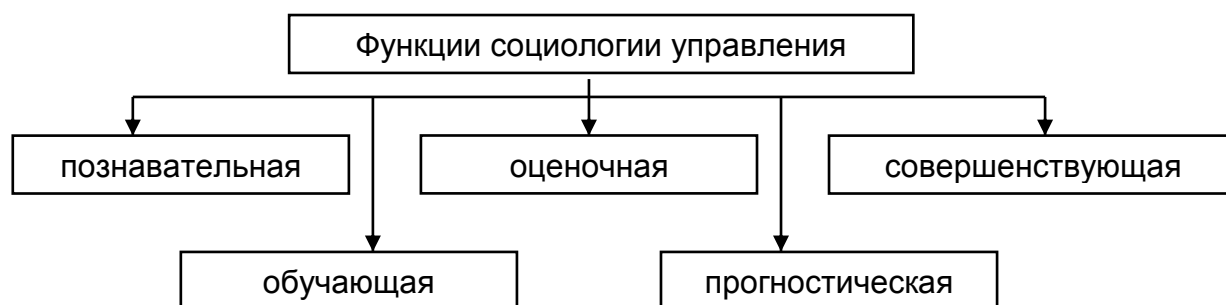 Функции социологии управления
познавательная
оценочная
совершенствующая
обучающая
прогностическая